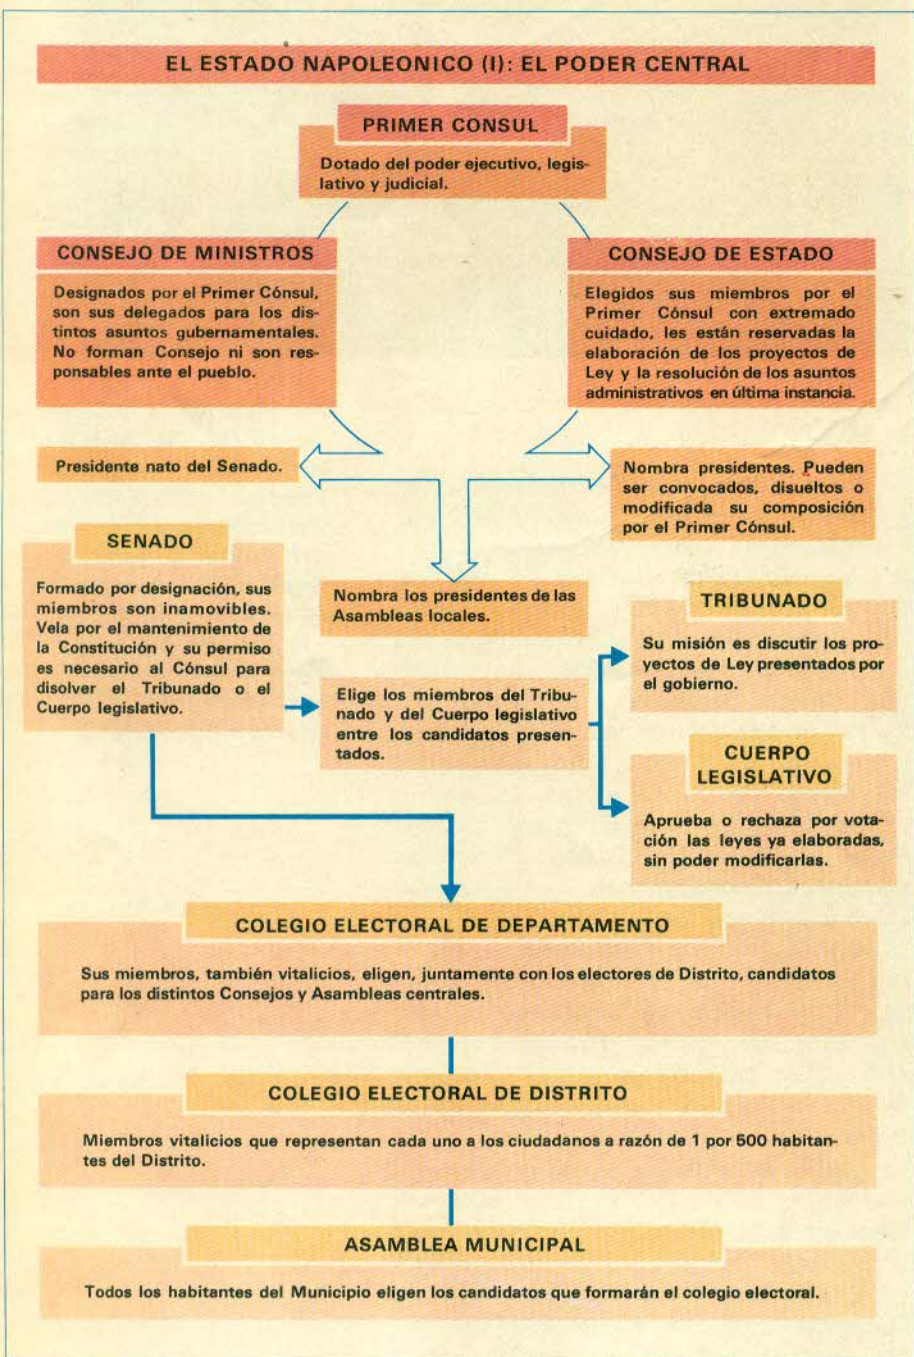 EL ESTADO NAPOLEONICO (I): EL PODER CENTRAL
PRIMER CONSUL
Dotado del poder ejecutivo, legis-
lativo y judicial.
CONSEJO DE MINISTROS
Designados por el Primer Cónsul,
son sus delegados para los dis-
tintos asuntos gubernamentales.
No forman Consejo ni son res-
ponsables ante el pueblo.
CONSEJO DE ESTADO
Elegidos sus miembros por el
Primer Cónsul con extremado
cuidado, les están reservadas la
elaboración de los proyectos de
Ley y la resolución de los asuntos
administrativos en última instancia.
Presidente nato del Senado.
Nombra presidentes. Pueden
ser convocados, disueltos o
modificada su composición
por el Primer Cónsul.
SENADO
Formado por designación, sus
miembros son inamovibles.
Vela por el mantenimiento de
la Constitución y su permiso
es necesario al Cónsul para
disolver el Tribunado o el
Cuerpo legislativo.
Nombra los presidentes de las
Asambleas locales.
Elige los miembros del Tribu-
nado y del Cuerpo legislativo
entre los candidatos presen-
tados.
TRIBUNADO
Su misión es discutir los pro-
yectos de Ley presentados por
el gobierno.
CUERPO
LEGISLATIVO
Aprueba o rechaza por vota-
ción las leyes ya elaboradas,
sin poder modificarlas.
COLEGIO ELECTORAL DE DEPARTAMENTO
Sus miembros, también vitalicios, eligen, juntamente con los electores de Distrito, candidatos
para los distintos Consejos y Asambleas centrales.
COLEGIO ELECTORAL DE DISTRITO
Miembros vitalicios que representan cada uno a los ciudadanos a razón de 1 por 500 habitan-
tes del Distrito.
ASAMBLEA MUNICIPAL
Todos los habitantes del Municipio eligen los candidatos que formarán el colegio electoral.